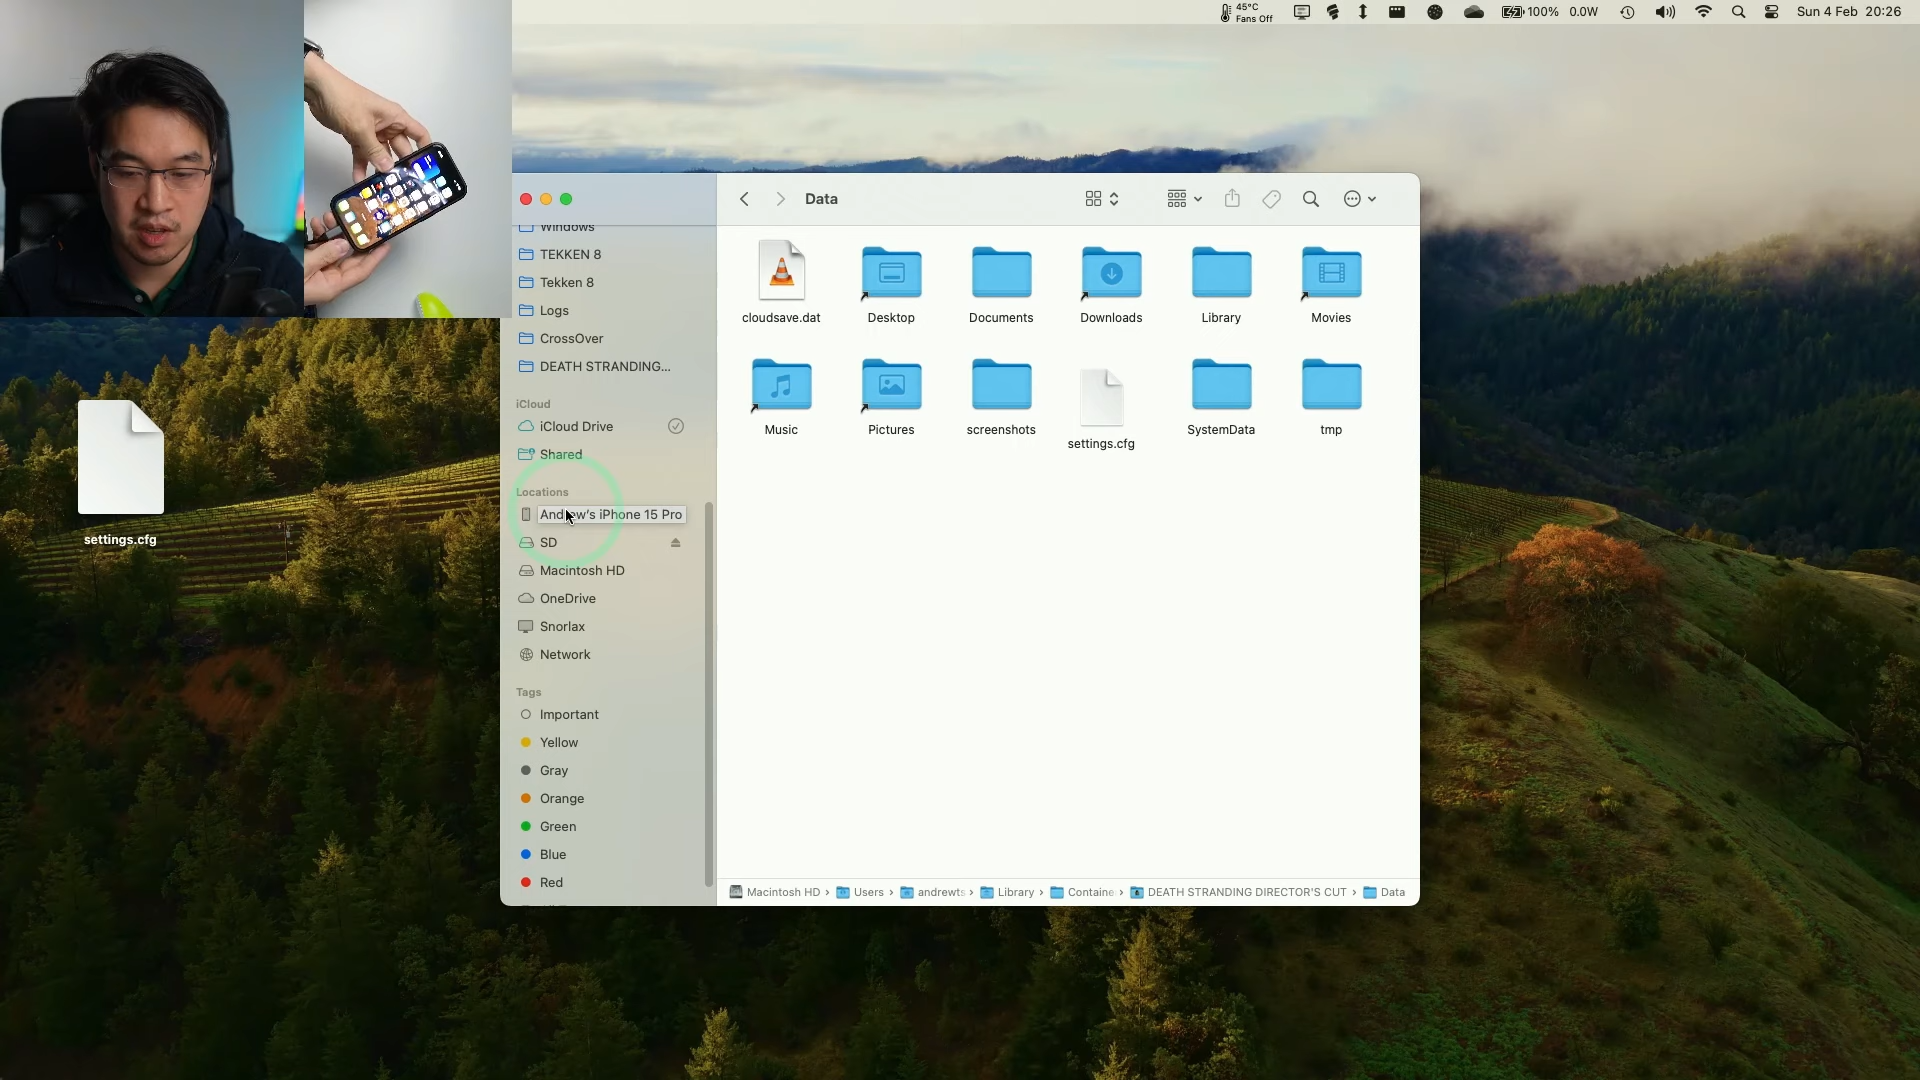 45°C
Fans Off
100%
0.0W
Sun 4 Feb 20:26
Data
Windows
TEKKEN 8
Tekken 8
Logs
CrossOver
DEATH STRANDING...
iCloud
iCloud Drive
Shared
Locations
Andrew's iPhone 15 Pro
SD
Macintosh HD
OneDrive
Snorlax
Network
Tags
Important
Yellow
Gray
Orange
Green
Blue
Red
cloudsave.dat
Desktop
Documents
Downloads
Library
Movies
Music
Pictures
screenshots
settings.cfg
SystemData
tmp
Macintosh HD › Users › andrewts › Library › Containe › DEATH STRANDING DIRECTOR'S CUT › Data
settings.cfg